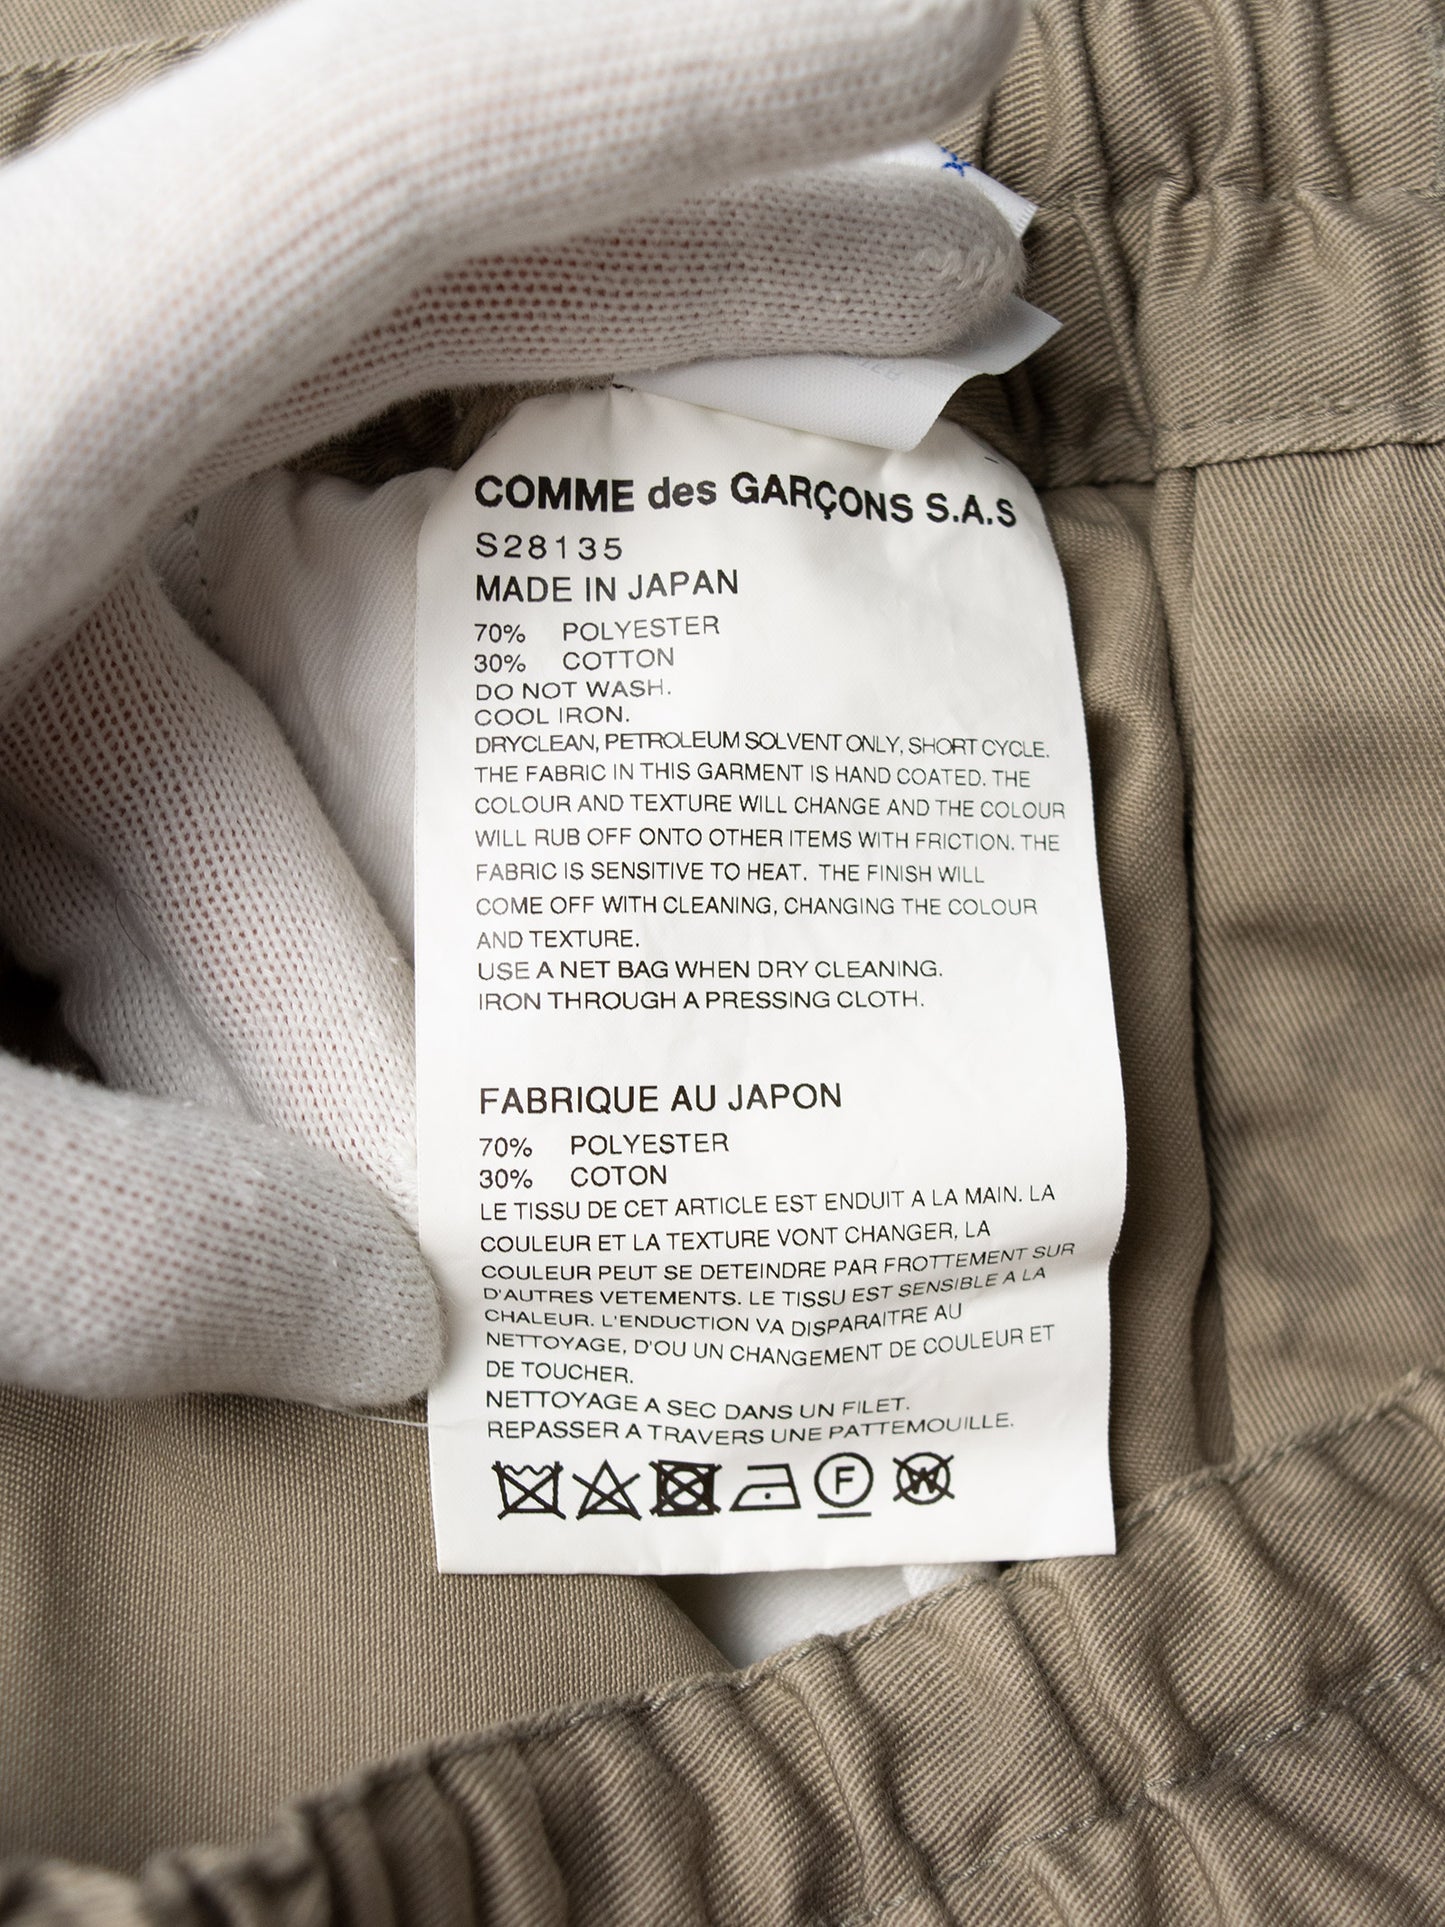 COMME des GARÇONS S.A.S
S28135
MADE IN JAPAN
70% POLYESTER
30% COTTON
DO NOT WASH.
COOL IRON.
DRYCLEAN, PETROLEUM SOLVENT ONLY, SHORT CYCLE.
THE FABRIC IN THIS GARMENT IS HAND COATED. THE
COLOUR AND TEXTURE WILL CHANGE AND THE COLOUR
WILL RUB OFF ONTO OTHER ITEMS WITH FRICTION. THE
FABRIC IS SENSITIVE TO HEAT. THE FINISH WILL
COME OFF WITH CLEANING, CHANGING THE COLOUR
AND TEXTURE.
USE A NET BAG WHEN DRY CLEANING.
IRON THROUGH A PRESSING CLOTH.
FABRIQUE AU JAPON
70% POLYESTER
30% COTON
LE TISSU DE CET ARTICLE EST ENDUIT A LA MAIN. LA
COULEUR ET LA TEXTURE VONT CHANGER, LA
COULEUR PEUT SE DETEINDRE PAR FROTTEMENT SUR
D'AUTRES VETEMENTS. LE TISSU EST SENSIBLE A LA
CHALEUR. L'ENDUCTION VA DISPARAITRE AU
NETTOYAGE, D'OU UN CHANGEMENT DE COULEUR ET
DE TOUCHER.
NETTOYAGE A SEC DANS UN FILET.
REPASSER A TRAVERS UNE PATTEMOUILLE.
F W